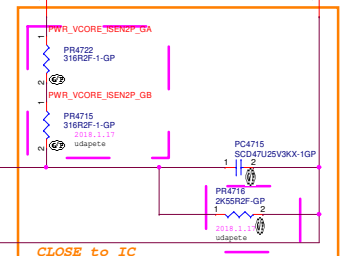 PWR_VCORE_ISEN2P_GA
1
PR4722
316R2F-1-GP
2
PWR_VCORE_ISEN2P_GB
1
PR4715
316R2F-1-GP
2018.1.17
2
udapete
PC4715
SCD47U25V3KX-1GP
1 2
PR4716
2K55R2F-GP
1 2
2018.1.17
udapete
CLOSE to IC